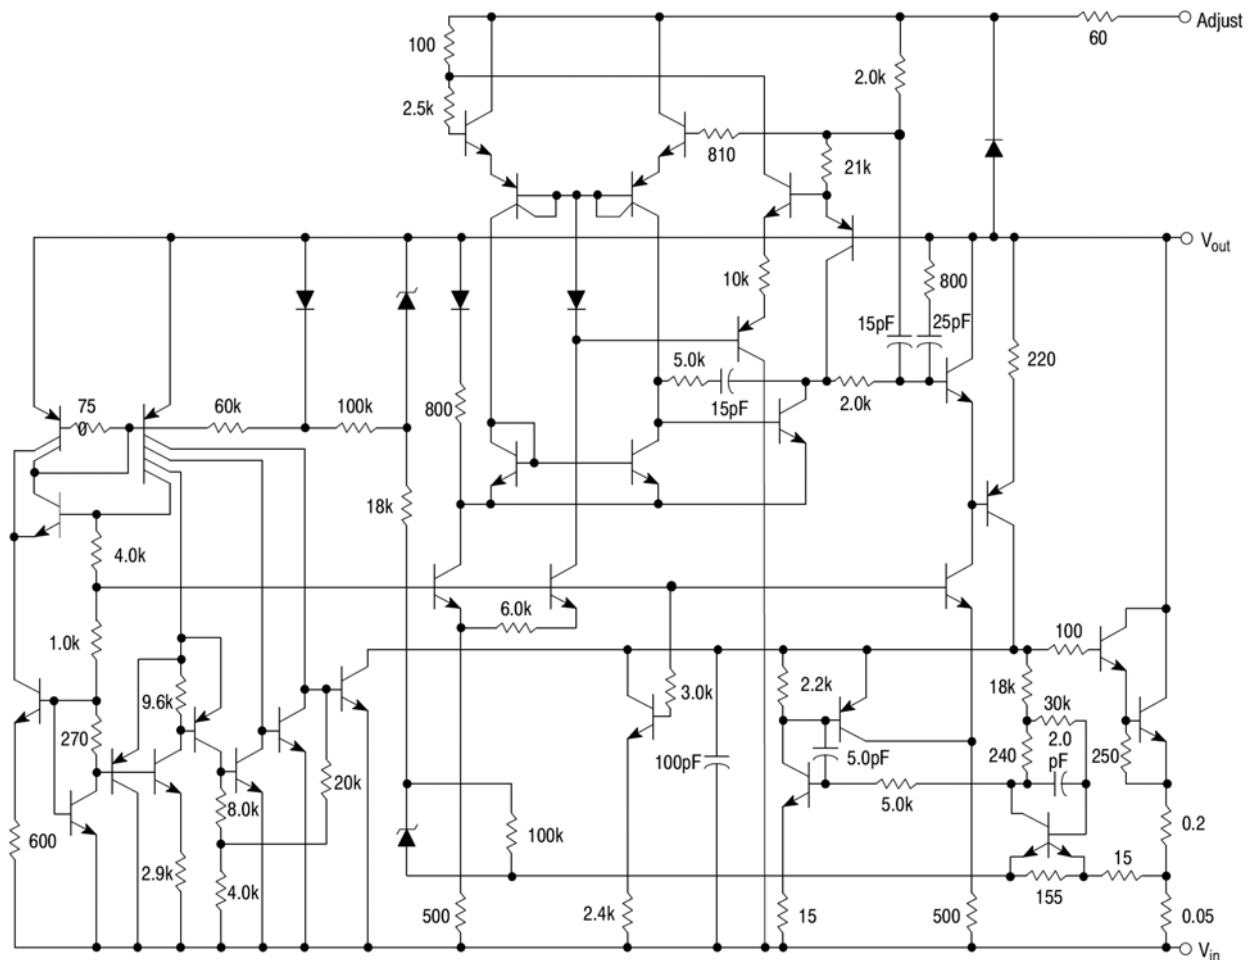 Adjust
60
100
2.0k
2.5k
810
21k
V_out
10k
800
15pF
25pF
220
5.0k
15pF
2.0k
75
0
60k
100k
800
18k
4.0k
6.0k
1.0k
100
9.6k
3.0k
2.2k
18k
30k
270
100pF
5.0pF
240
2.0
pF
250
20k
8.0k
5.0k
600
100k
0.2
2.9k
4.0k
15
155
500
2.4k
15
500
0.05
V_in